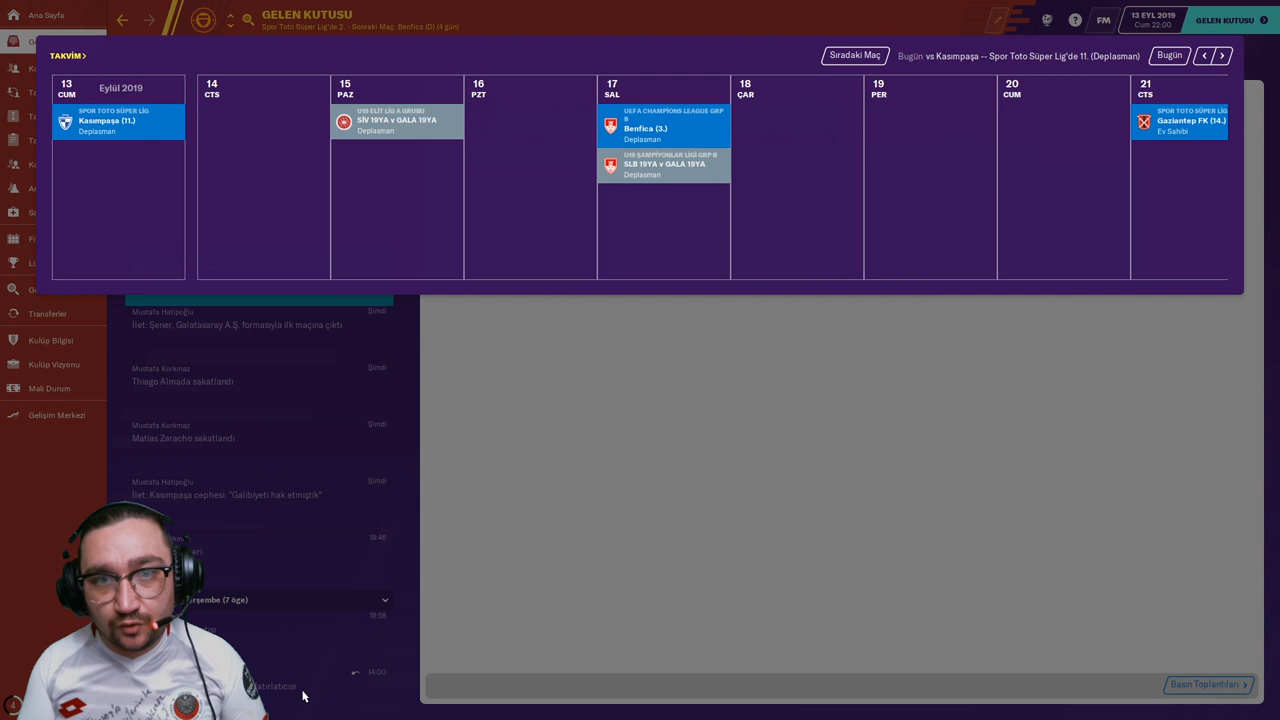 Ana Sayfa
GELEN KUTUSU
Spor Toto Süper Lig'de 2. - Sonraki Maç: Benfica (D) (4 gün)
FM
13 EYL 2019
Cum 22:00
GELEN KUTUSU
TAKVİM
Sıradaki Maç
Bugün vs Kasımpaşa -- Spor Toto Süper Lig'de 11. (Deplasman)
Bugün
13
CUM
Eylül 2019
SPOR TOTO SÜPER LİG
Kasımpaşa (11.)
Deplasman
14
CTS
15
PAZ
U19 ELİT LİG A GRUBU
SİV 19YA v GALA 19YA
Deplasman
16
PZT
17
SAL
UEFA CHAMPIONS LEAGUE GRP
B
Benfica (3.)
Deplasman
U19 ŞAMPİYONLAR LİGİ GRP B
SLB 19YA v GALA 19YA
Deplasman
18
ÇAR
19
PER
20
CUM
21
CTS
SPOR TOTO SÜPER LİG
Gaziantep FK (14.)
Ev Sahibi
Transferler
Kulüp Bilgisi
Kulüp Vizyonu
Mali Durum
Gelişim Merkezi
Mustafa Hatipoğlu
Şimdi
İlet: Şener, Galatasaray A.Ş. formasıyla ilk maçına çıktı
Mustafa Korkmaz
Şimdi
Thiago Almada sakatlandı
Mustafa Korkmaz
Şimdi
Matías Zaracho sakatlandı
Mustafa Hatipoğlu
Şimdi
İlet: Kasımpaşa cephesi: "Galibiyeti hak etmiştik"
18:46
(7 öge)
16:58
14:00
Basın Toplantıları
4